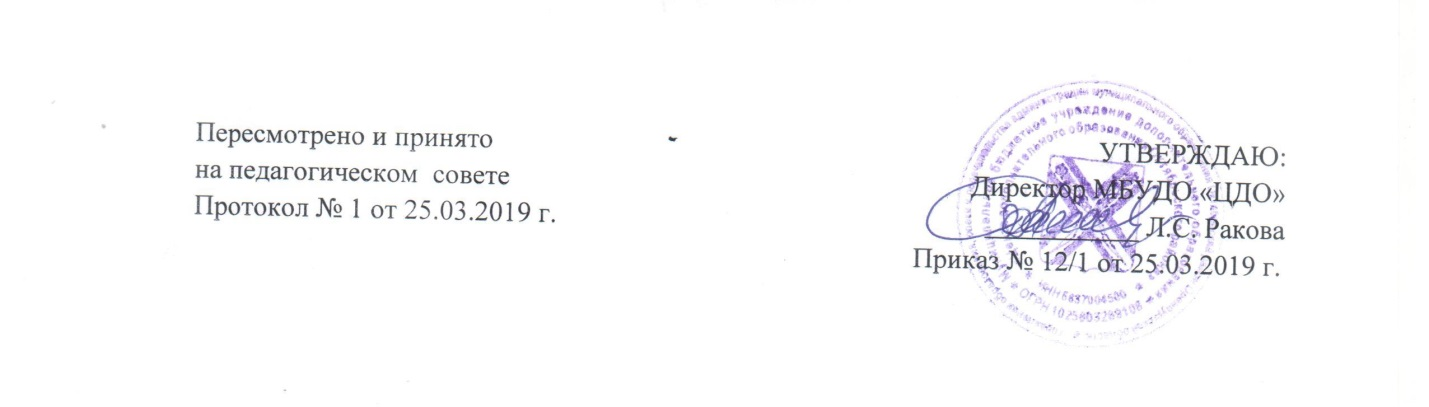 Пересмотрено и принято
на педагогическом совете
Протокол № 1 от 25.03.2019 г.
УТВЕРЖДАЮ:
Директор МБУДО «ЦДО»
Л.С. Ракова
Приказ № 12/1 от 25.03.2019 г.